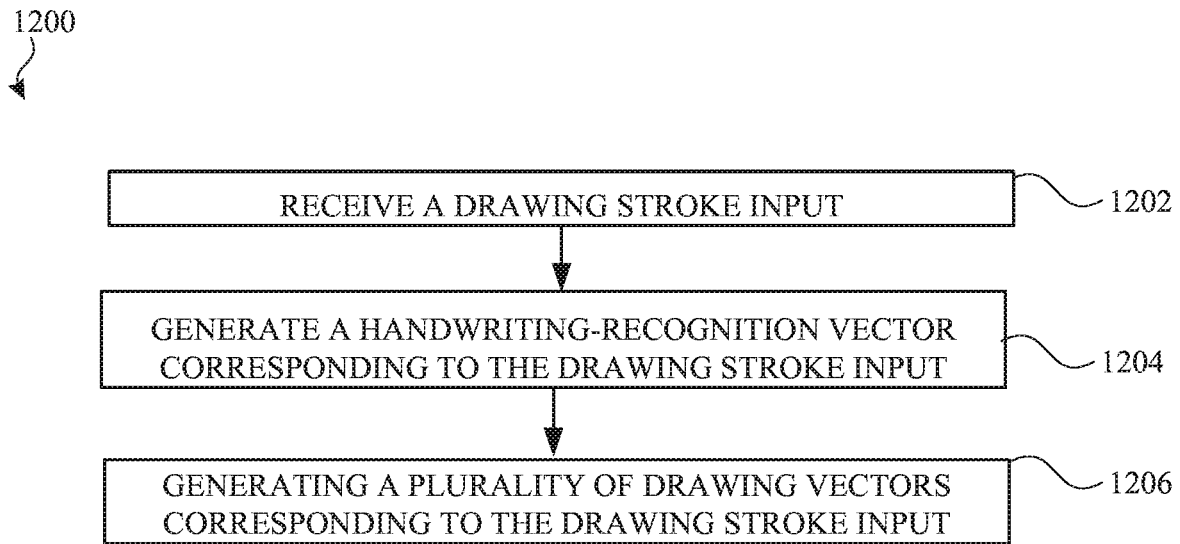 1200
RECEIVE A DRAWING STROKE INPUT
1202
GENERATE A HANDWRITING-RECOGNITION VECTOR
CORRESPONDING TO THE DRAWING STROKE INPUT
1204
GENERATING A PLURALITY OF DRAWING VECTORS
CORRESPONDING TO THE DRAWING STROKE INPUT
1206